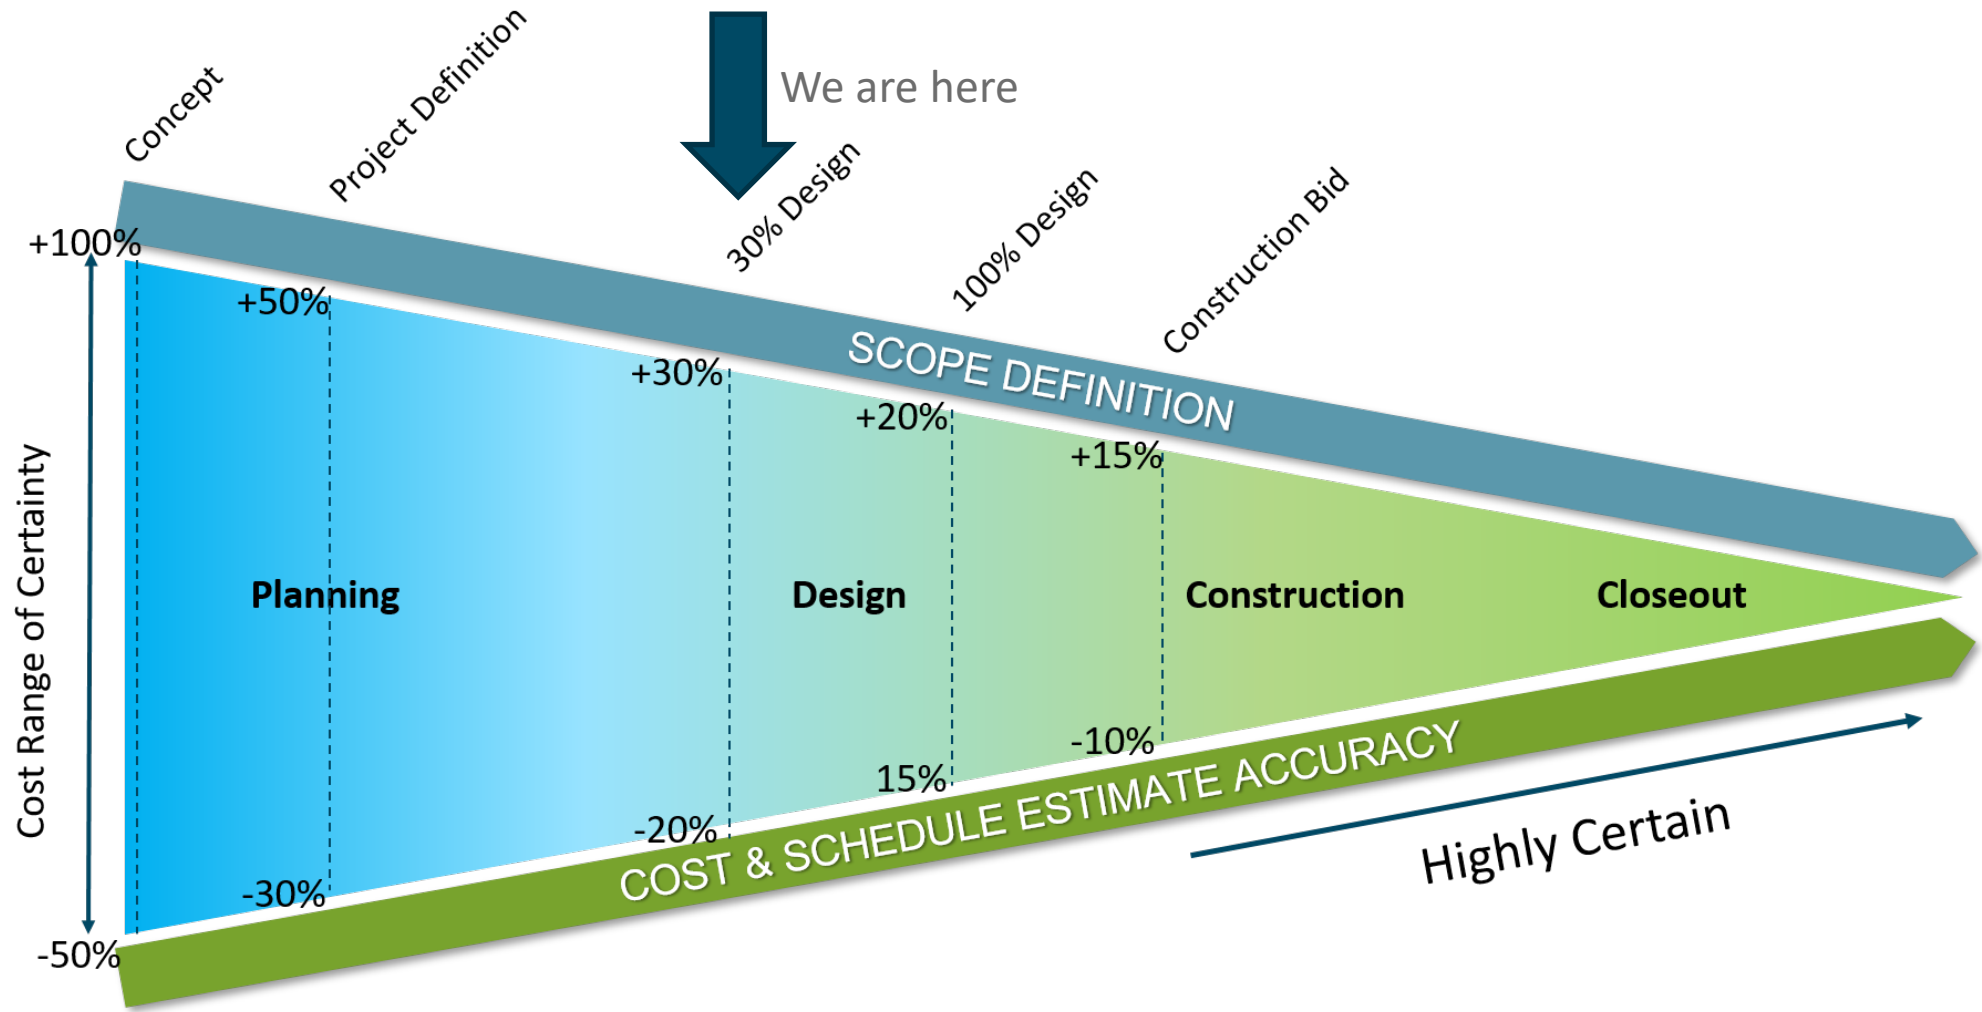 We are here
Concept
Project Definition
30% Design
100% Design
Construction Bid
+100%
+50%
+30%
+20%
+15%
SCOPE DEFINITION
Cost Range of Certainty
Planning
Design
Construction
Closeout
-50%
-30%
-20%
15%
-10%
COST & SCHEDULE ESTIMATE ACCURACY
Highly Certain